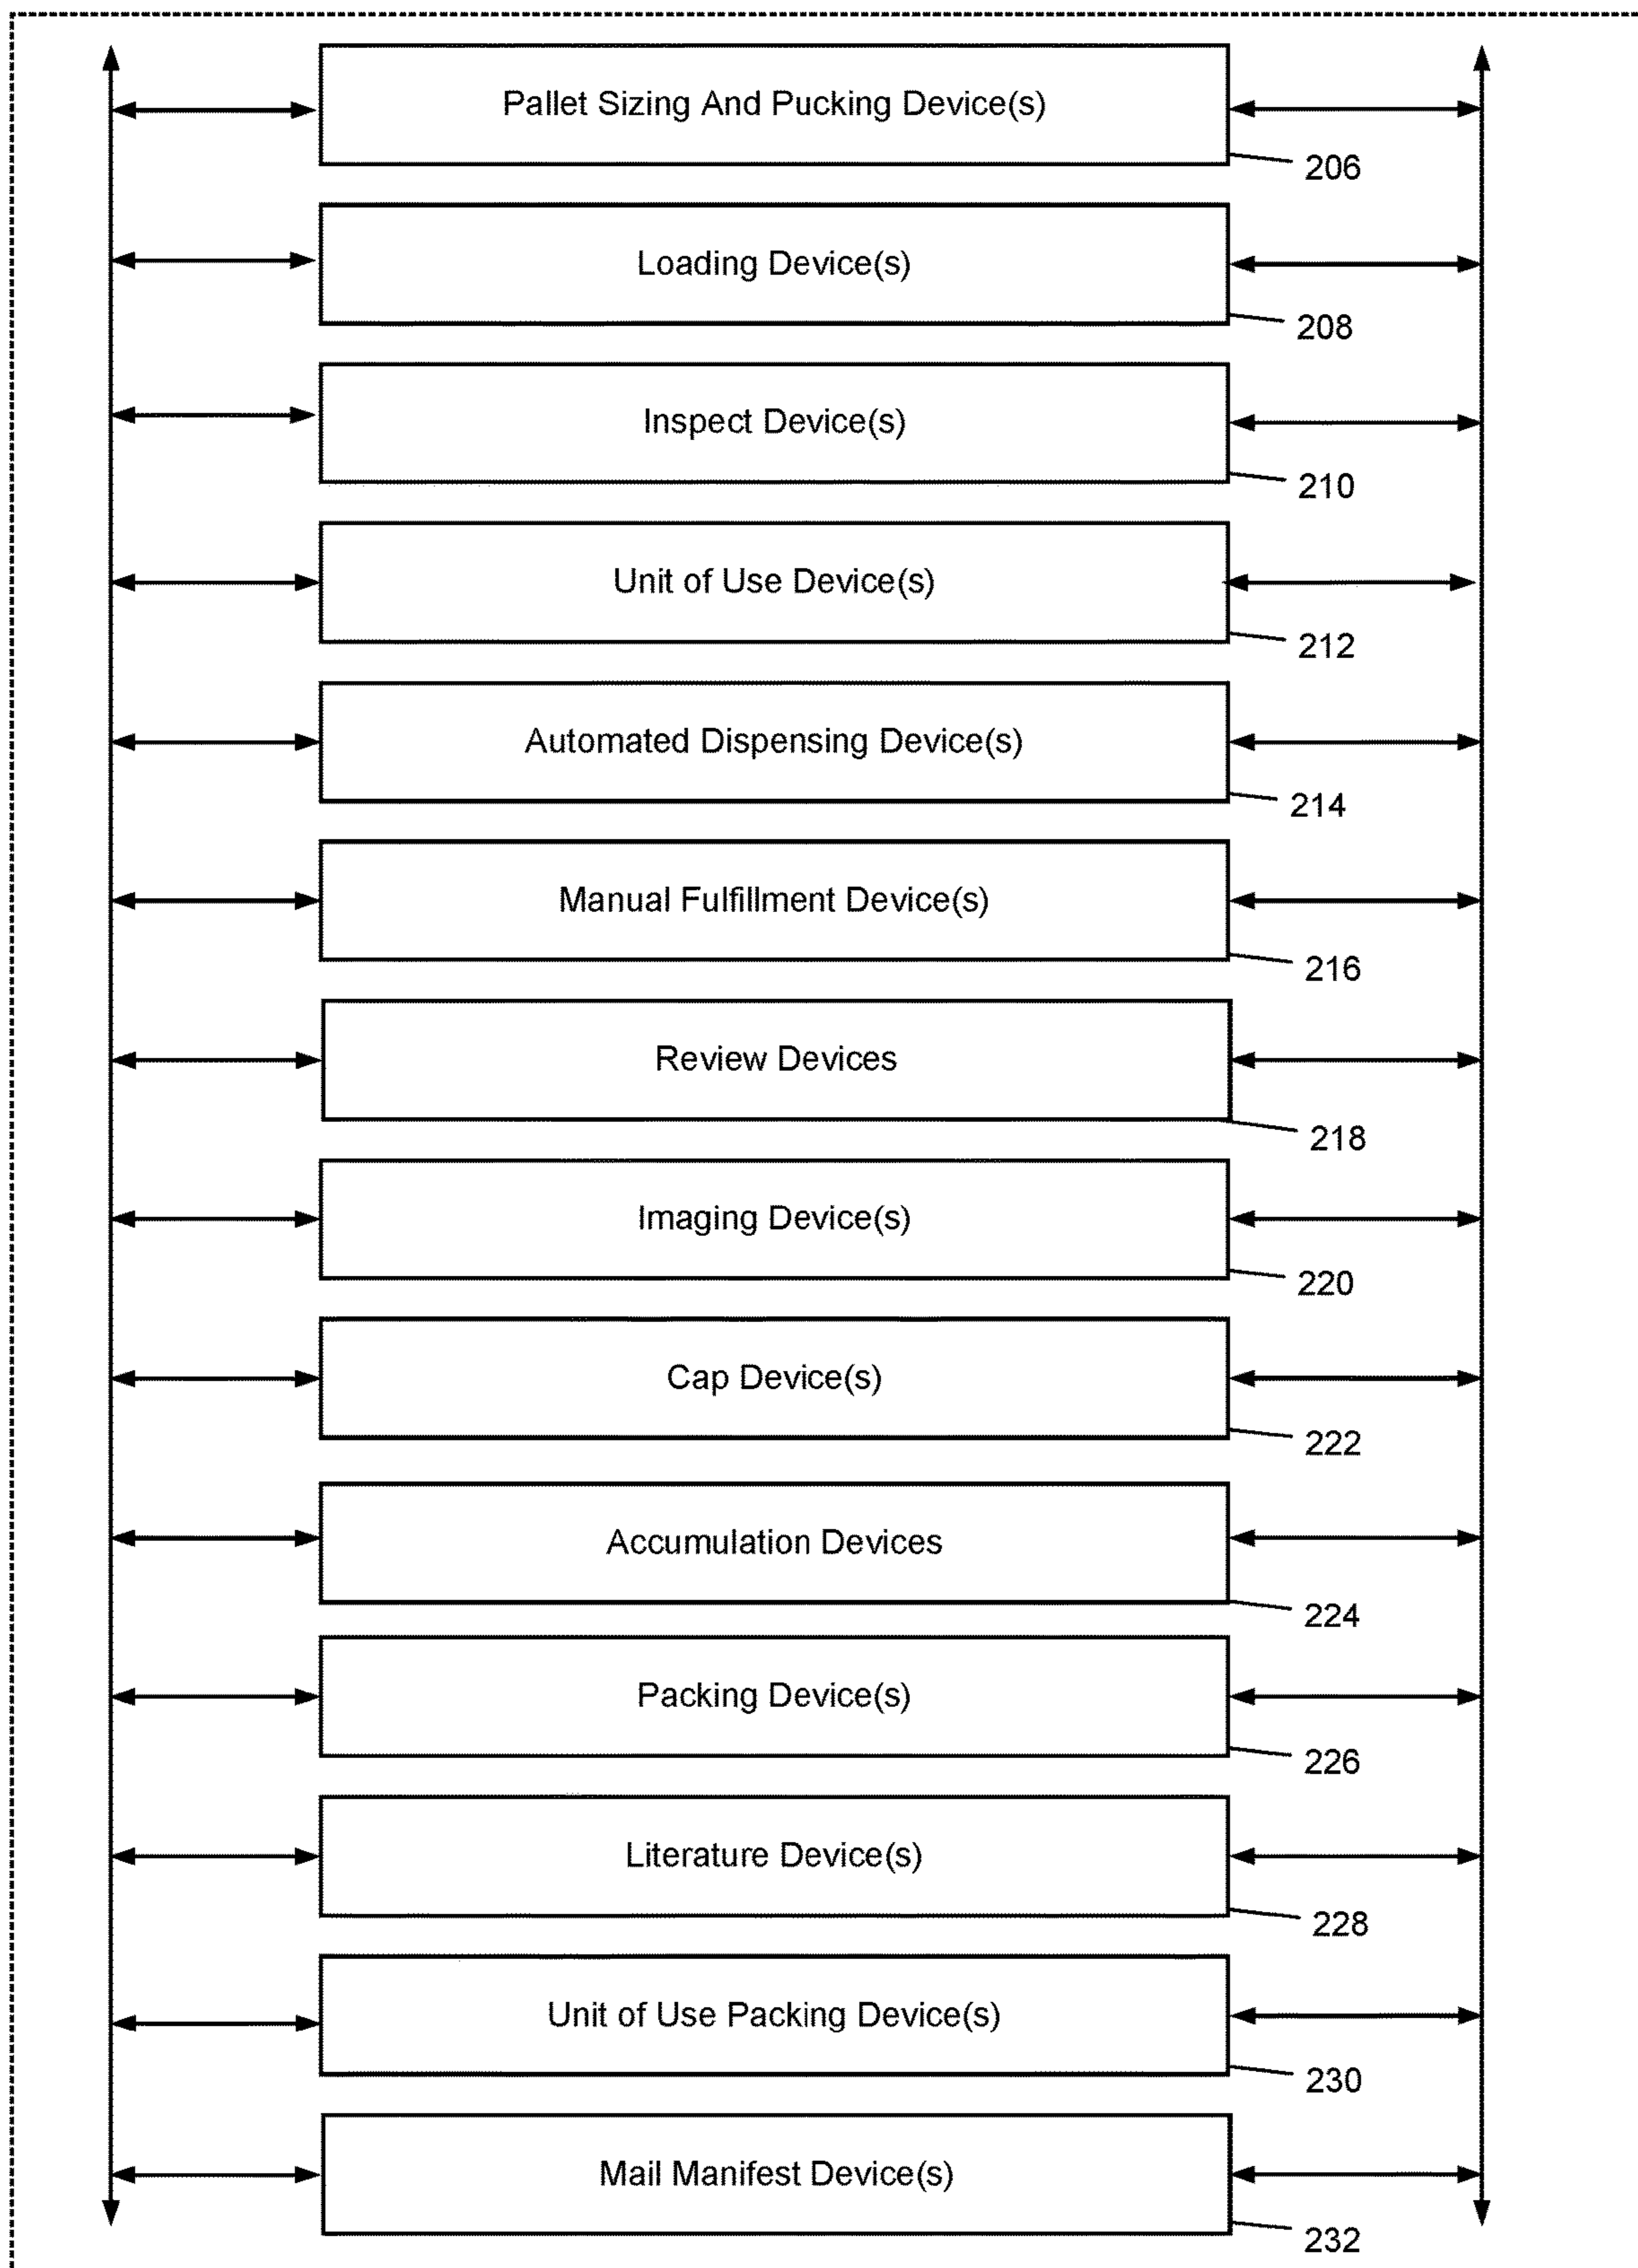 Pallet Sizing And Pucking Device(s)
206
Loading Device(s)
208
Inspect Device(s)
210
Unit of Use Device(s)
212
Automated Dispensing Device(s)
214
Manual Fulfillment Device(s)
216
Review Devices
218
Imaging Device(s)
220
Cap Device(s)
222
Accumulation Devices
224
Packing Device(s)
226
Literature Device(s)
228
Unit of Use Packing Device(s)
230
Mail Manifest Device(s)
232